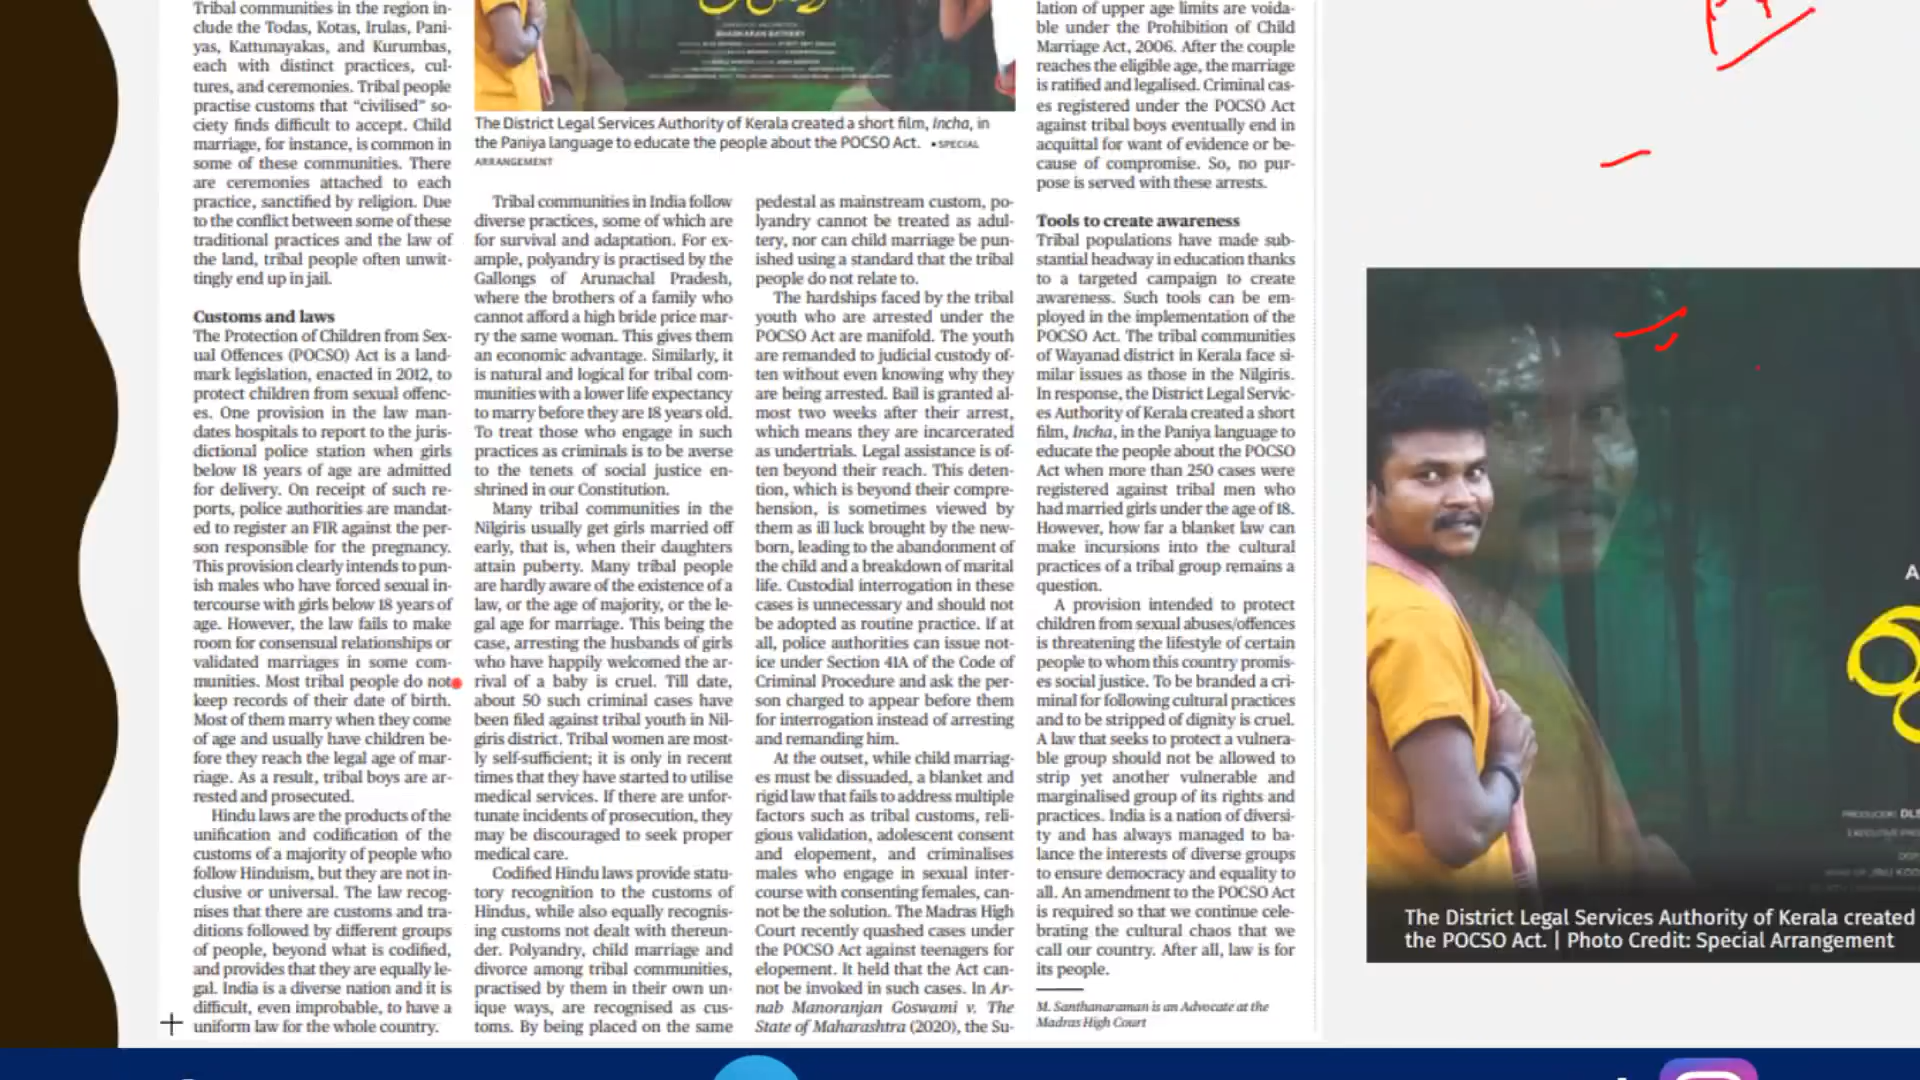 Tribal communities in the region in-
clude the Todas, Kotas, Irulas, Pani-
yas, Kattunayakas, and Kurumbas,
each with distinct practices, cul-
tures, and ceremonies. Tribal people
practise customs that “civilised” so-
ciety finds difficult to accept. Child
marriage, for instance, is common in
some of these communities. There
are ceremonies attached to each
practice, sanctified by religion. Due
to the conflict between some of these
traditional practices and the law of
the land, tribal people often unwit-
tingly end up in jail.
Customs and laws
The Protection of Children from Sex-
ual Offences (POCSO) Act is a land-
mark legislation, enacted in 2012, to
protect children from sexual offenc-
es. One provision in the law man-
dates hospitals to report to the juris-
dictional police station when girls
below 18 years of age are admitted
for delivery. On receipt of such re-
ports, police authorities are mandat-
ed to register an FIR against the per-
son responsible for the pregnancy.
This provision clearly intends to pun-
ish males who have forced sexual in-
tercourse with girls below 18 years of
age. However, the law fails to make
room for consensual relationships or
validated marriages in some com-
munities. Most tribal people do not
keep records of their date of birth.
Most of them marry when they come
of age and usually have children be-
fore they reach the legal age of mar-
riage. As a result, tribal boys are ar-
rested and prosecuted.
Hindu laws are the products of the
unification and codification of the
customs of a majority of people who
follow Hinduism, but they are not in-
clusive or universal. The law recog-
nises that there are customs and tra-
ditions followed by different groups
of people, beyond what is codified,
and provides that they are equally le-
gal. India is a diverse nation and it is
difficult, even improbable, to have a
uniform law for the whole country.
The District Legal Services Authority of Kerala created a short film, Incha, in
the Paniya language to educate the people about the POCSO Act. • SPECIAL
ARRANGEMENT
Tribal communities in India follow
diverse practices, some of which are
for survival and adaptation. For ex-
ample, polyandry is practised by the
Gallongs of Arunachal Pradesh,
where the brothers of a family who
cannot afford a high bride price mar-
ry the same woman. This gives them
an economic advantage. Similarly, it
is natural and logical for tribal com-
munities with a lower life expectancy
to marry before they are 18 years old.
To treat those who engage in such
practices as criminals is to be averse
to the tenets of social justice en-
shrined in our Constitution.
Many tribal communities in the
Nilgiris usually get girls married off
early, that is, when their daughters
attain puberty. Many tribal people
are hardly aware of the existence of a
law, or the age of majority, or the le-
gal age for marriage. This being the
case, arresting the husbands of girls
who have happily welcomed the ar-
rival of a baby is cruel. Till date,
about 50 such criminal cases have
been filed against tribal youth in Nil-
giris district. Tribal women are most-
ly self-sufficient; it is only in recent
times that they have started to utilise
medical services. If there are unfor-
tunate incidents of prosecution, they
may be discouraged to seek proper
medical care.
Codified Hindu laws provide statu-
tory recognition to the customs of
Hindus, while also equally recognis-
ing customs not dealt with thereun-
der. Polyandry, child marriage and
divorce among tribal communities,
practised by them in their own un-
ique ways, are recognised as cus-
toms. By being placed on the same
pedestal as mainstream custom, po-
lyandry cannot be treated as adul-
tery, nor can child marriage be pun-
ished using a standard that the tribal
people do not relate to.
The hardships faced by the tribal
youth who are arrested under the
POCSO Act are manifold. The youth
are remanded to judicial custody of-
ten without even knowing why they
are being arrested. Bail is granted al-
most two weeks after their arrest,
which means they are incarcerated
as undertrials. Legal assistance is of-
ten beyond their reach. This deten-
tion, which is beyond their compre-
hension, is sometimes viewed by
them as ill luck brought by the new-
born, leading to the abandonment of
the child and a breakdown of marital
life. Custodial interrogation in these
cases is unnecessary and should not
be adopted as routine practice. If at
all, police authorities can issue not-
ice under Section 41A of the Code of
Criminal Procedure and ask the per-
son charged to appear before them
for interrogation instead of arresting
and remanding him.
At the outset, while child marriag-
es must be dissuaded, a blanket and
rigid law that fails to address multiple
factors such as tribal customs, reli-
gious validation, adolescent consent
and elopement, and criminalises
males who engage in sexual inter-
course with consenting females, can-
not be the solution. The Madras High
Court recently quashed cases under
the POCSO Act against teenagers for
elopement. It held that the Act can-
not be invoked in such cases. In Ar-
nab Manoranjan Goswami v. The
State of Maharashtra (2020), the Su-
lation of upper age limits are voida-
ble under the Prohibition of Child
Marriage Act, 2006. After the couple
reaches the eligible age, the marriage
is ratified and legalised. Criminal cas-
es registered under the POCSO Act
against tribal boys eventually end in
acquittal for want of evidence or be-
cause of compromise. So, no pur-
pose is served with these arrests.
Tools to create awareness
Tribal populations have made sub-
stantial headway in education thanks
to a targeted campaign to create
awareness. Such tools can be em-
ployed in the implementation of the
POCSO Act. The tribal communities
of Wayanad district in Kerala face si-
milar issues as those in the Nilgiris.
In response, the District Legal Servic-
es Authority of Kerala created a short
film, Incha, in the Paniya language to
educate the people about the POCSO
Act when more than 250 cases were
registered against tribal men who
had married girls under the age of 18.
However, how far a blanket law can
make incursions into the cultural
practices of a tribal group remains a
question.
A provision intended to protect
children from sexual abuses/offences
is threatening the lifestyle of certain
people to whom this country promis-
es social justice. To be branded a cri-
minal for following cultural practices
and to be stripped of dignity is cruel.
A law that seeks to protect a vulnera-
ble group should not be allowed to
strip yet another vulnerable and
marginalised group of its rights and
practices. India is a nation of diversi-
ty and has always managed to ba-
lance the interests of diverse groups
to ensure democracy and equality to
all. An amendment to the POCSO Act
is required so that we continue cele-
brating the cultural chaos that we
call our country. After all, law is for
its people.
M. Santhanaraman is an Advocate at the
Madras High Court
The District Legal Services Authority of Kerala created
the POCSO Act. | Photo Credit: Special Arrangement